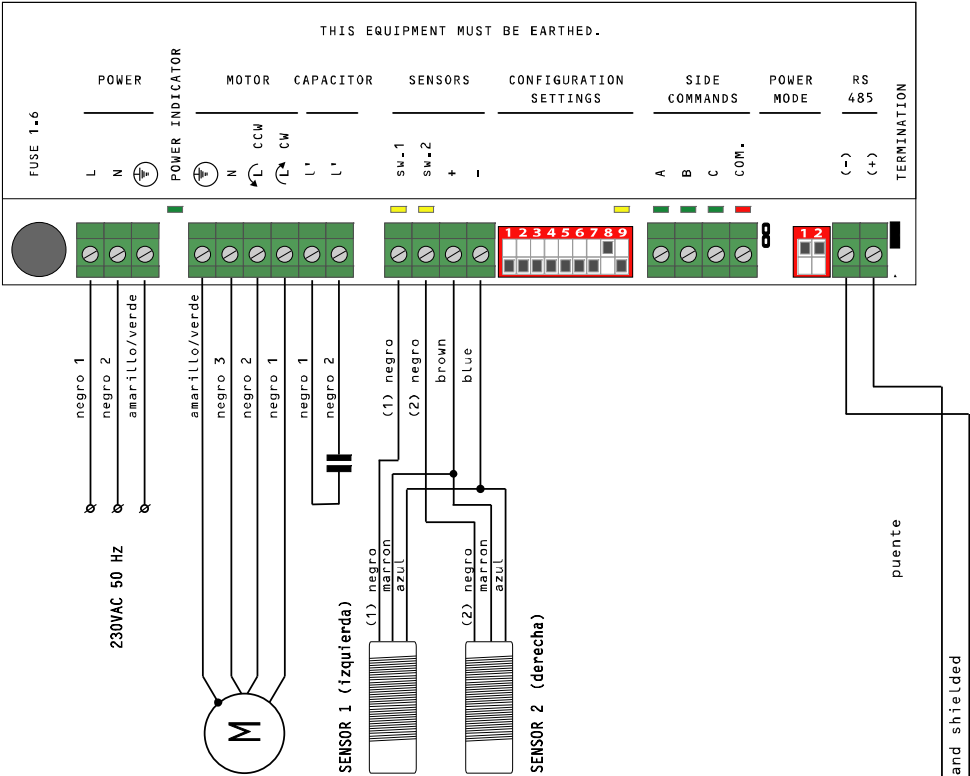 THIS EQUIPMENT MUST BE EARTHED.
FUSE 1.6
POWER
POWER INDICATOR
MOTOR
CAPACITOR
SENSORS
CONFIGURATION
SETTINGS
SIDE
COMMANDS
POWER
MODE
RS
485
TERMINATION
L
N
N
L CCW
L CW
L'
L'
sw.1
sw.2
+
-
A
B
C
COM.
(-)
(+)
1 2 3 4 5 6 7 8 9
1 2
negro 1
negro 2
amarillo/verde
amarillo/verde
negro 3
negro 2
negro 1
negro 1
negro 2
(1) negro
(2) negro
brown
blue
230VAC 50 Hz
M
(1) negro
marron
azul
SENSOR 1 (izquierda)
(2) negro
marron
azul
SENSOR 2 (derecha)
puente
and shielded